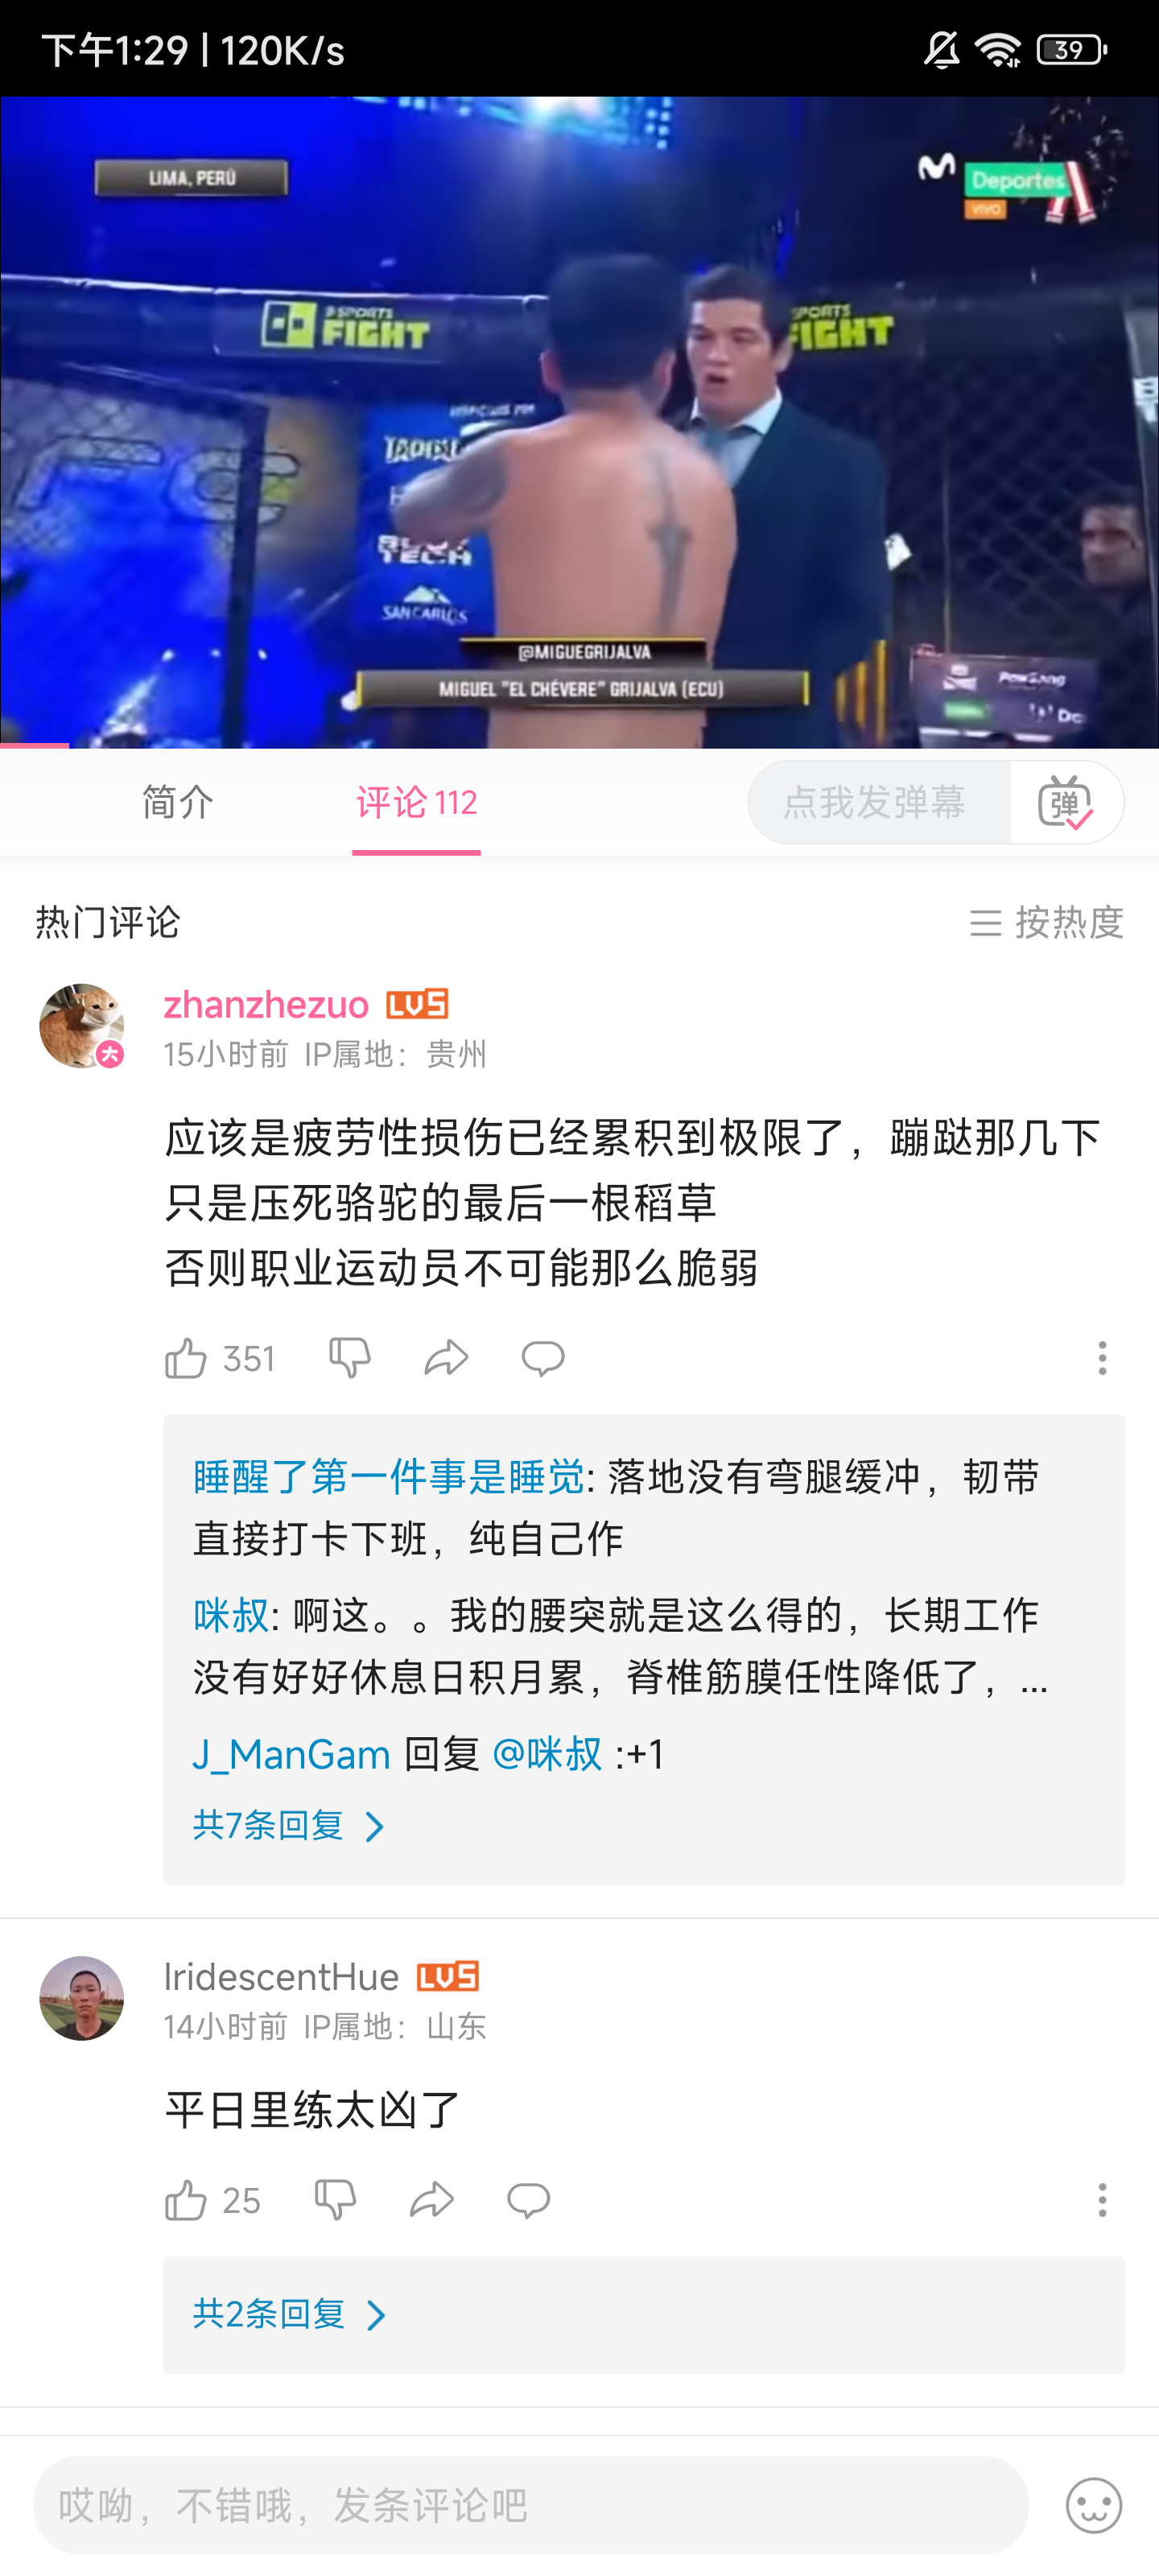 下午1:29 | 120K/s
39
LIMA, PERÚ
Deportes
VIVO
SPORTS
FIGHT
SPORTS
FIGHT
TECH
SAN CARLOS
@MIGUEGRIJALVA
MIGUEL "EL CHÉVERE" GRIJALVA (ECU)
简介
评论 112
点我发弹幕
弹
热门评论
按热度
zhanzhezuo LV5
大
15小时前 IP属地：贵州
应该是疲劳性损伤已经累积到极限了，蹦跶那几下
只是压死骆驼的最后一根稻草
否则职业运动员不可能那么脆弱
351
睡醒了第一件事是睡觉: 落地没有弯腿缓冲，韧带
直接打卡下班，纯自己作
咪叔: 啊这。。我的腰突就是这么得的，长期工作
没有好好休息日积月累，脊椎筋膜任性降低了，...
J_ManGam 回复 @咪叔 :+1
共7条回复
IridescentHue LV5
14小时前 IP属地：山东
平日里练太凶了
25
共2条回复
哎呦，不错哦，发条评论吧